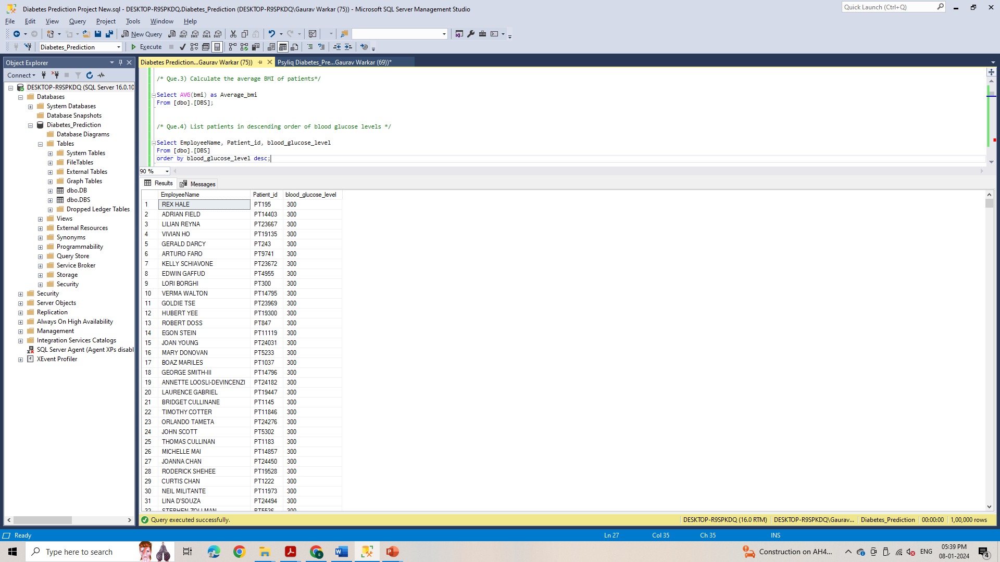 Diabetes Prediction Project New.sql - DESKTOP-R9SPKDQ.Diabetes_Prediction (DESKTOP-R9SPKDQ\Gaurav Warkar (75)) - Microsoft SQL Server Management Studio
Quick Launch (Ctrl+Q)
File Edit View Query Project Tools Window Help
New Query
MDX DMX XMLA DAX
Diabetes_Prediction
Execute
Object Explorer
Connect
DESKTOP-R9SPKDQ (SQL Server 16.0.10
Databases
System Databases
Database Snapshots
Diabetes_Prediction
Database Diagrams
Tables
System Tables
FileTables
External Tables
Graph Tables
dbo.DB
dbo.DBS
Dropped Ledger Tables
Views
External Resources
Synonyms
Programmability
Query Store
Service Broker
Storage
Security
Security
Server Objects
Replication
Always On High Availability
Management
Integration Services Catalogs
SQL Server Agent (Agent XPs disabl
XEvent Profiler
Diabetes Prediction...Gaurav Warkar (75))
Psyliq Diabetes_Pre...Gaurav Warkar (69))*
/* Que.3) Calculate the average BMI of patients*/
Select AVG(bmi) as Average_bmi
From [dbo].[DBS];
/* Que.4) List patients in descending order of blood glucose levels */
Select EmployeeName, Patient_id, blood_glucose_level
From [dbo].[DBS]
order by blood_glucose_level desc;
90 %
Results Messages
EmployeeName Patient_id blood_glucose_level
1 REX HALE PT195 300
2 ADRIAN FIELD PT14403 300
3 LILIAN REYNA PT23667 300
4 VIVIAN HO PT19135 300
5 GERALD DARCY PT243 300
6 ARTURO FARO PT9741 300
7 KELLY SCHIAVONE PT23672 300
8 EDWIN GAFFUD PT4955 300
9 LORI BORGHI PT300 300
10 VERMA WALTON PT14795 300
11 GOLDIE TSE PT23969 300
12 HUBERT YEE PT19300 300
13 ROBERT DOSS PT847 300
14 EGON STEIN PT11119 300
15 JOAN YOUNG PT24031 300
16 MARY DONOVAN PT5233 300
17 BOAZ MARILES PT1037 300
18 GEORGE SMITH-III PT14796 300
19 ANNETTE LOOSLI-DEVINCENZI PT24182 300
20 LAURENCE GABRIEL PT19447 300
21 BRIDGET CULLINANE PT1145 300
22 TIMOTHY COTTER PT11846 300
23 ORLANDO TAMETA PT24276 300
24 JOHN SCOTT PT5302 300
25 THOMAS CULLINAN PT1183 300
26 MICHELLE MAI PT14857 300
27 JOANNA CHAN PT24450 300
28 RODERICK SHEHEE PT19528 300
29 CURTIS CHAN PT1222 300
30 NEIL MILITANTE PT11973 300
31 LINA D'SOUZA PT24494 300
32 STEPHEN ZOLLMAN PT5526 300
Query executed successfully.
DESKTOP-R9SPKDQ (16.0 RTM) DESKTOP-R9SPKDQ\Gaurav... Diabetes_Prediction 00:00:00 1,00,000 rows
Ready Ln 27 Col 35 Ch 35 INS
Type here to search
Construction on AH4...
ENG
05:39 PM
08-01-2024
4